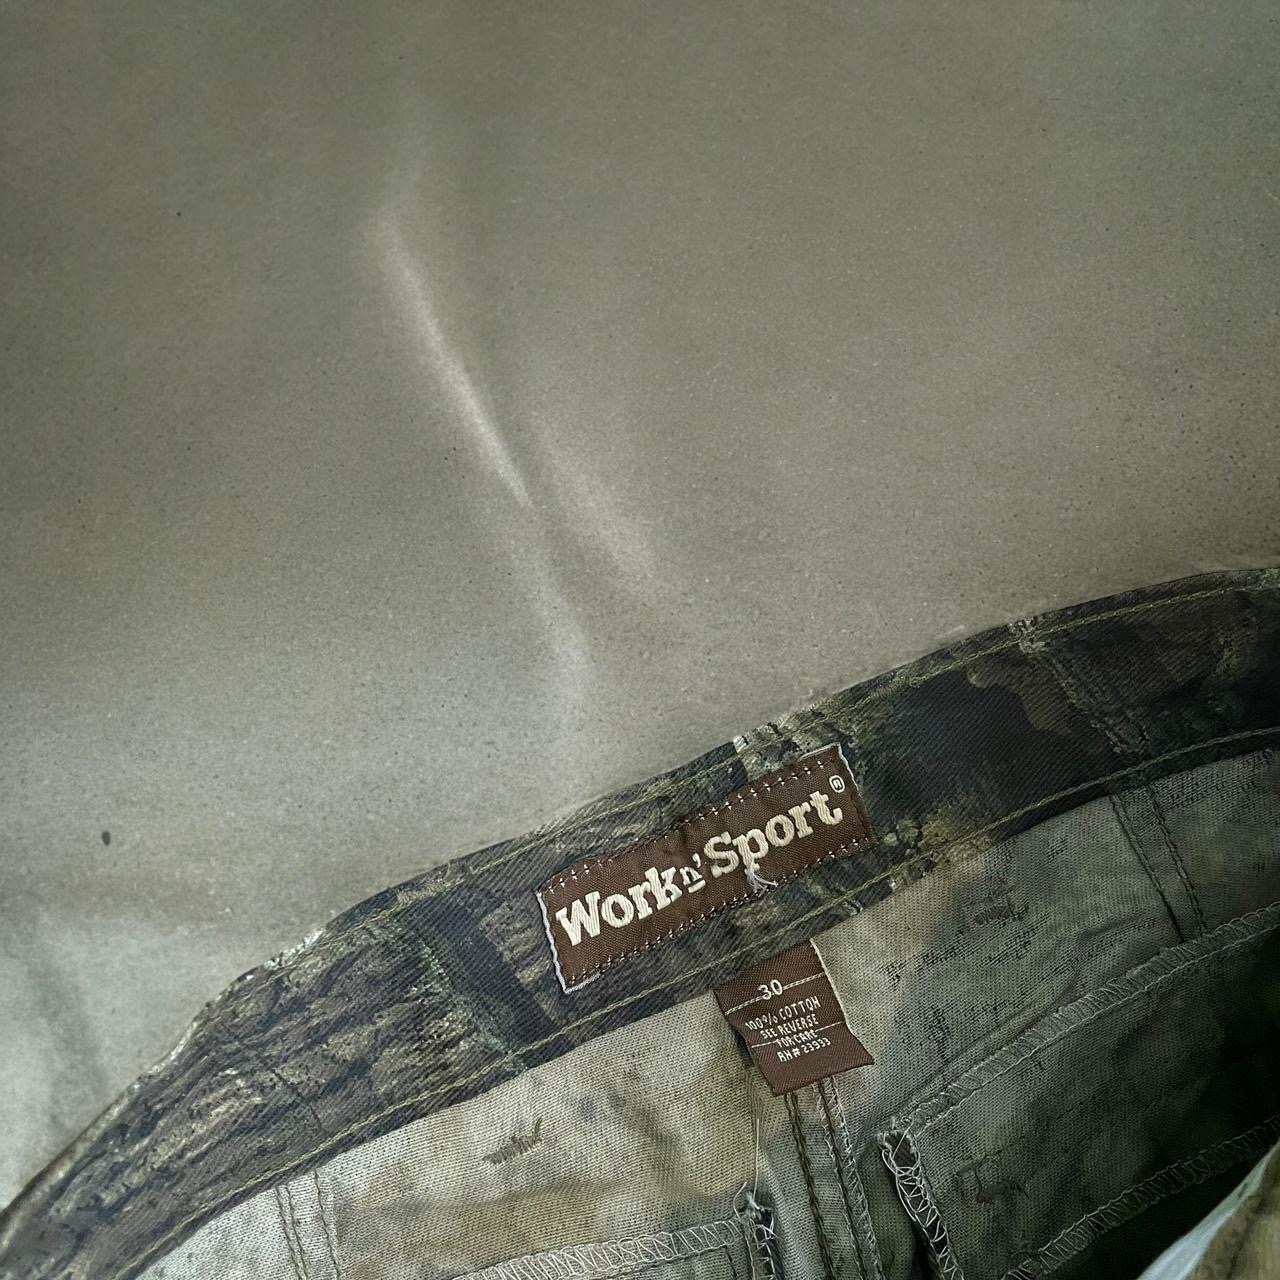 Work n' Sport®
30
100% COTTON
SEE REVERSE
FOR CARE
RN# 23933